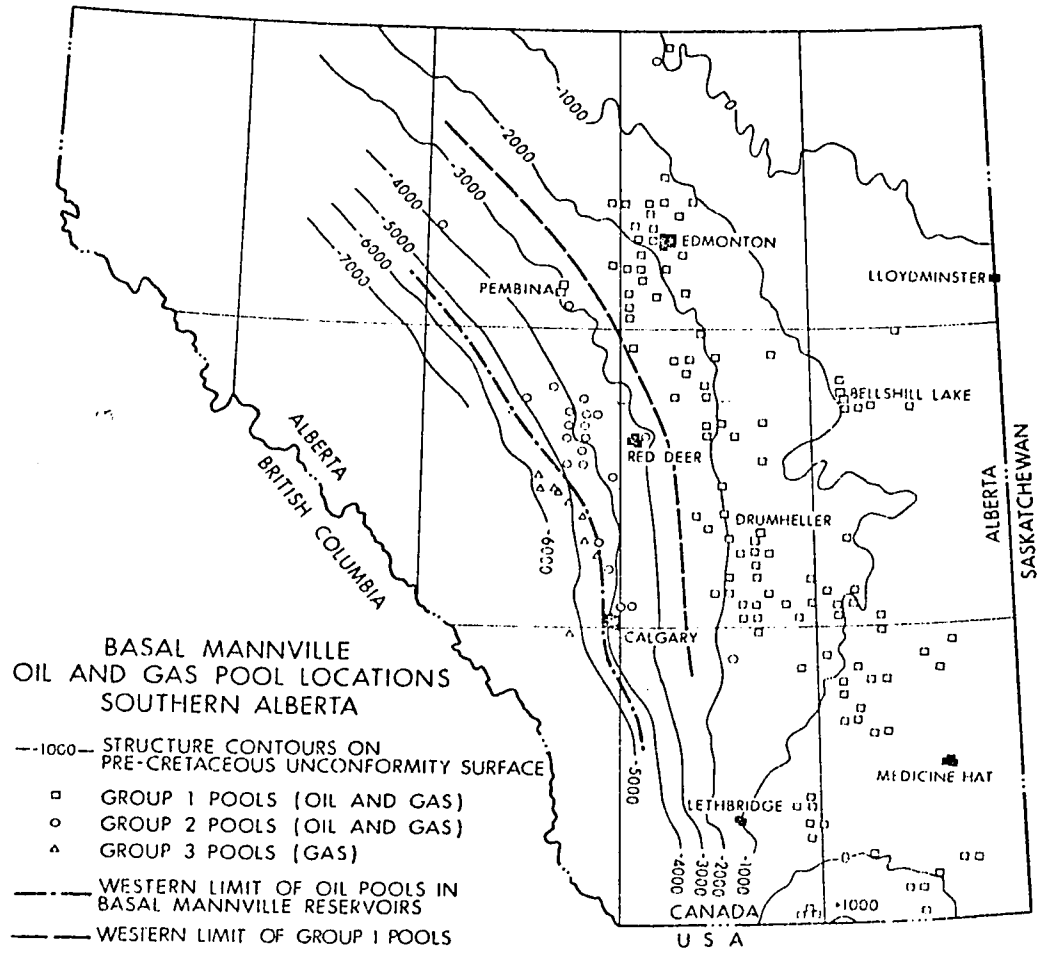 -1000
0
-2000
-3000
-4000
-5000
-6000
-7000
EDMONTON
LLOYDMINSTER
PEMBINA
BELLSHILL LAKE
RED DEER
ALBERTA
BRITISH COLUMBIA
ALBERTA
SASKATCHEWAN
DRUMHELLER
-6000
CALGARY
BASAL MANNVILLE
OIL AND GAS POOL LOCATIONS
SOUTHERN ALBERTA
-1000 STRUCTURE CONTOURS ON
PRE-CRETACEOUS UNCONFORMITY SURFACE
GROUP 1 POOLS (OIL AND GAS)
GROUP 2 POOLS (OIL AND GAS)
GROUP 3 POOLS (GAS)
WESTERN LIMIT OF OIL POOLS IN
BASAL MANNVILLE RESERVOIRS
WESTERN LIMIT OF GROUP 1 POOLS
-5000
MEDICINE HAT
LETHBRIDGE
-4000
-3000
-2000
-1000
+1000
CANADA
USA